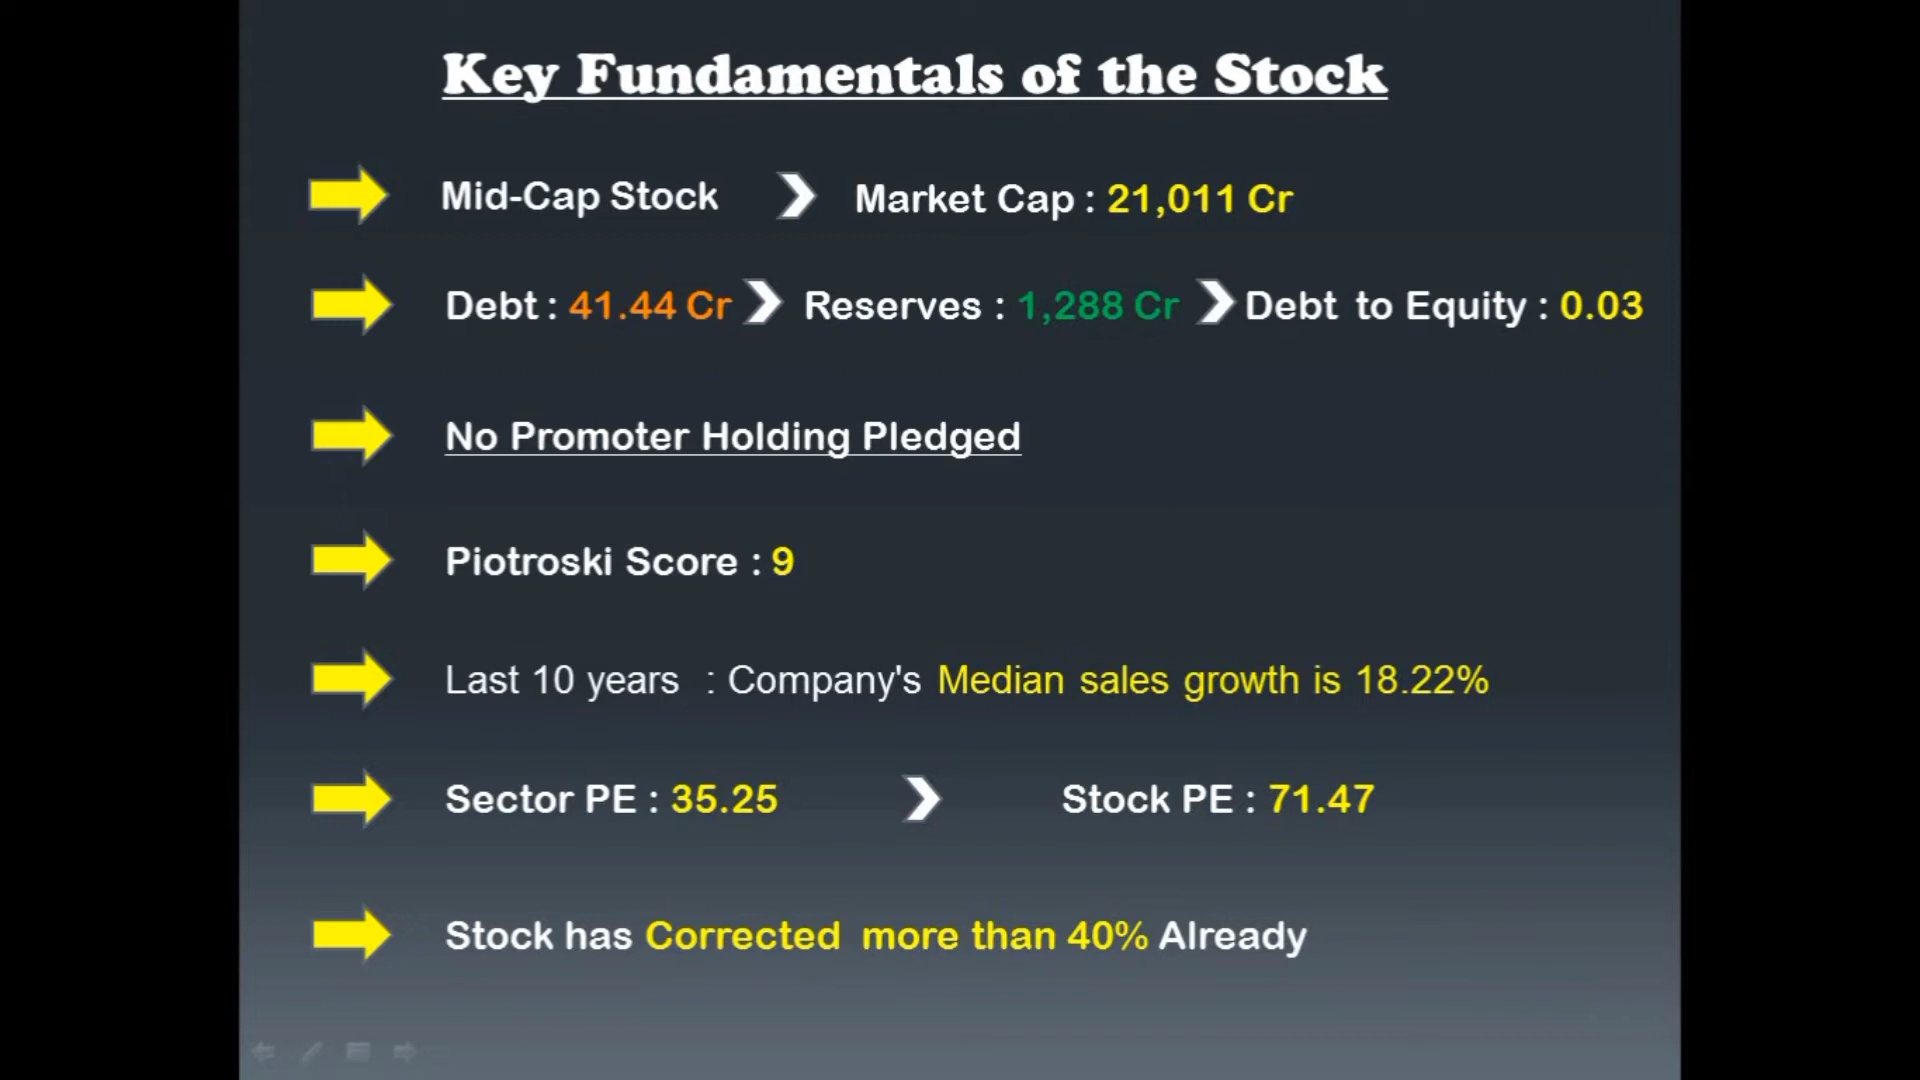 Key Fundamentals of the Stock
Mid-Cap Stock Market Cap : 21,011 Cr
Debt : 41.44 Cr Reserves : 1,288 Cr Debt to Equity : 0.03
No Promoter Holding Pledged
Piotroski Score : 9
Last 10 years : Company's Median sales growth is 18.22%
Sector PE : 35.25 Stock PE : 71.47
Stock has Corrected more than 40% Already